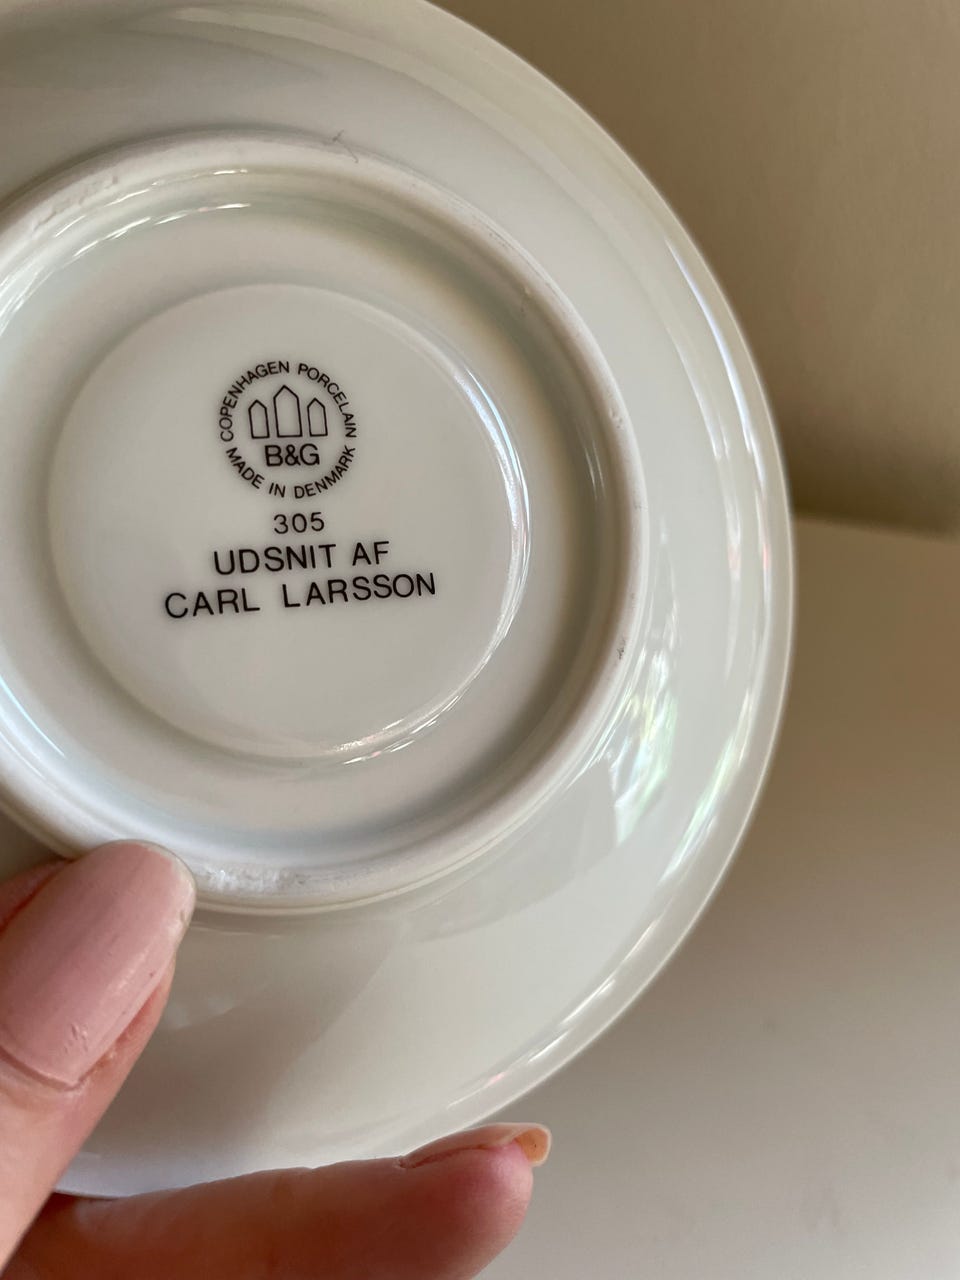 COPENHAGEN PORCELAIN
B&G
MADE IN DENMARK
305
UDSNIT AF
CARL LARSSON